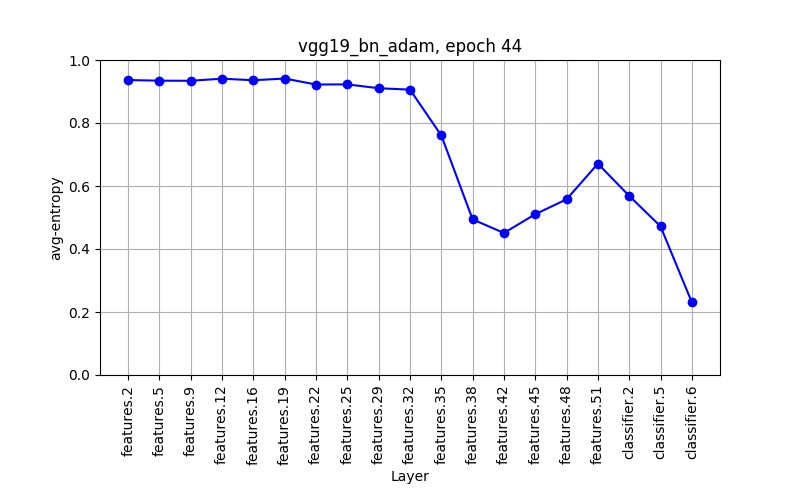 vgg19_bn_adam, epoch 44
1.0
0.8
0.6
0.4
0.2
0.0
avg-entropy
features.2
features.5
features.9
features.12
features.16
features.19
features.22
features.25
features.29
features.32
features.35
features.38
features.42
features.45
features.48
features.51
classifier.2
classifier.5
classifier.6
Layer